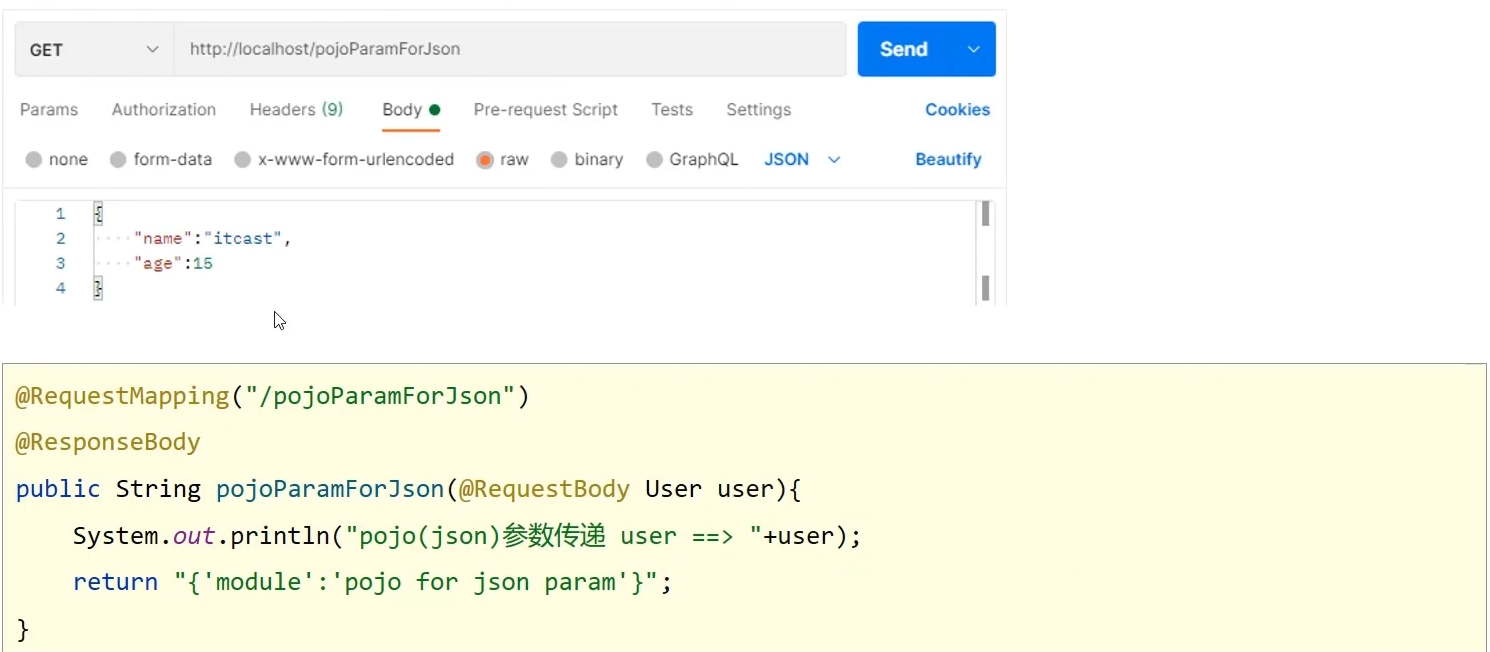 GET http://localhost/pojoParamForJson Send
Params Authorization Headers (9) Body Pre-request Script Tests Settings Cookies
none form-data x-www-form-urlencoded raw binary GraphQL JSON Beautify
1 {
2 "name":"itcast",
3 "age":15
4 }
@RequestMapping("/pojoParamForJson")
@ResponseBody
public String pojoParamForJson(@RequestBody User user){
System.out.println("pojo(json)参数传递 user ==> "+user);
return "{'module':'pojo for json param'}";
}